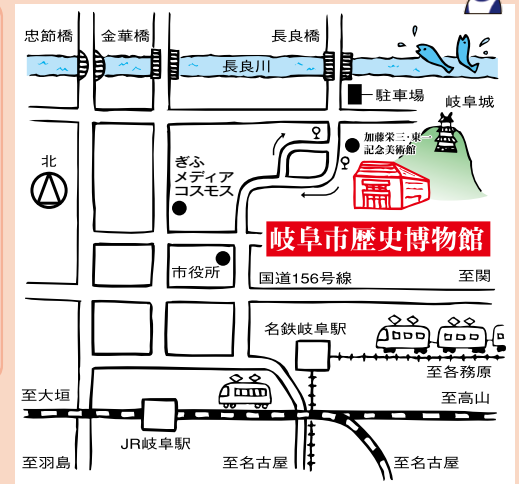 忠節橋
金華橋
長良橋
長良川
駐車場
岐阜城
加藤栄三・東一
記念美術館
北
ぎふ
メディア
コスモス
岐阜市歴史博物館
市役所
国道156号線
至関
名鉄岐阜駅
至各務原
至大垣
至高山
JR岐阜駅
至羽島
至名古屋
至名古屋